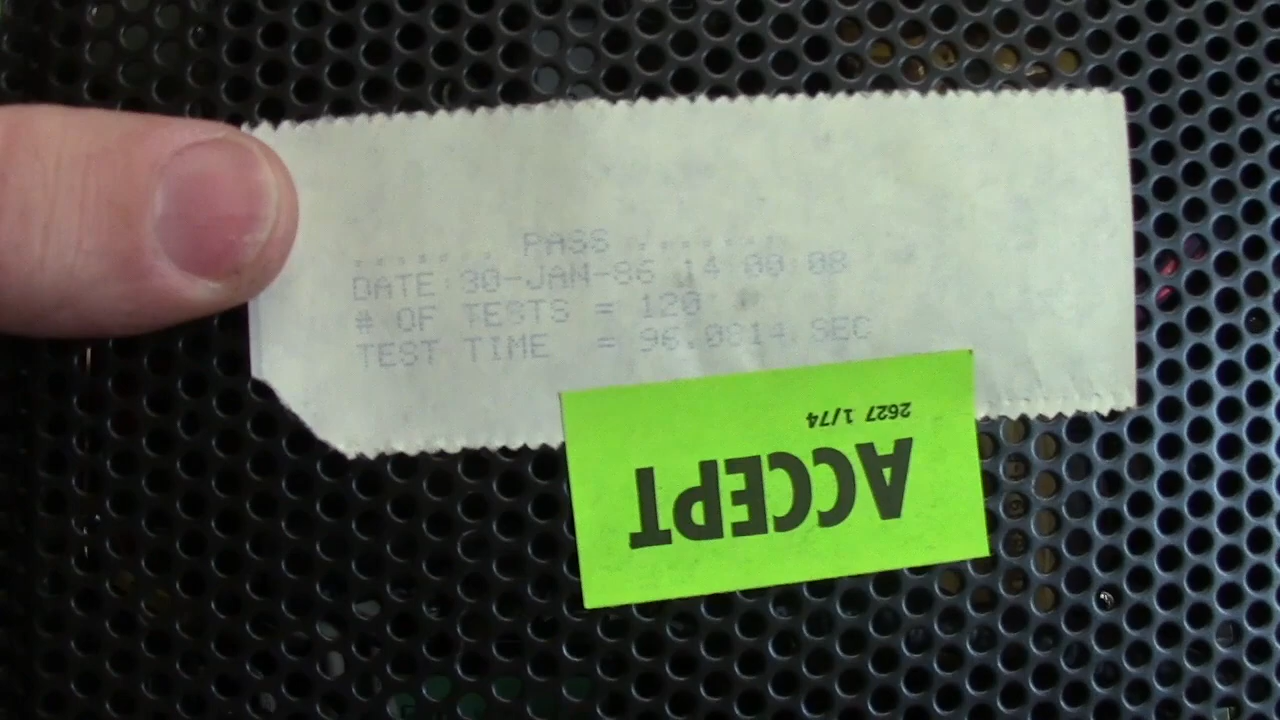 ....... PASS .......
DATE 30-JAN-86 14 00 08
# OF TESTS = 120
TEST TIME = 96.0814 SEC
ACCEPT
2627 1/74